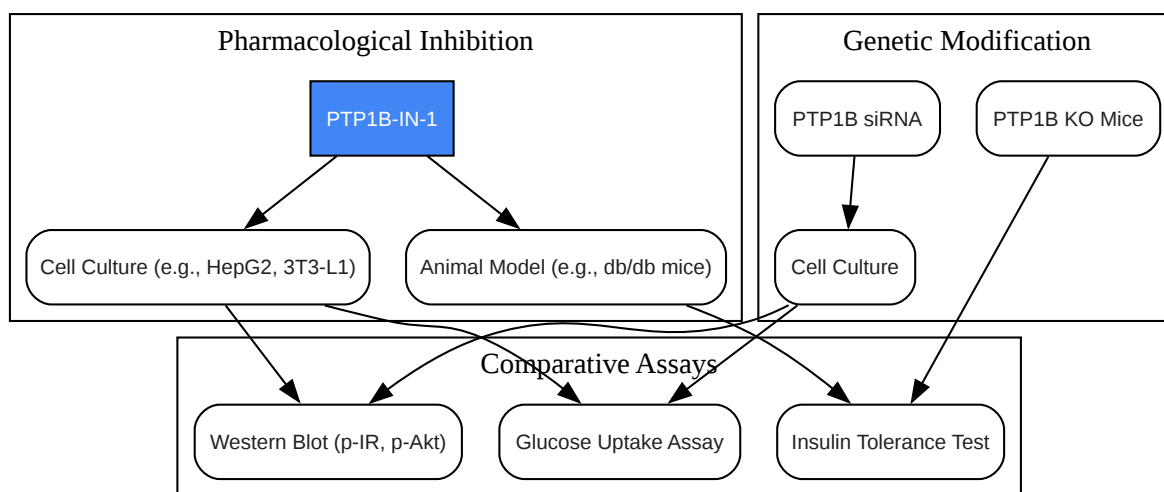 Pharmacological Inhibition
Genetic Modification
PTP1B-IN-1
PTP1B siRNA
PTP1B KO Mice
Cell Culture (e.g., HepG2, 3T3-L1)
Animal Model (e.g., db/db mice)
Cell Culture
Comparative Assays
Western Blot (p-IR, p-Akt)
Glucose Uptake Assay
Insulin Tolerance Test